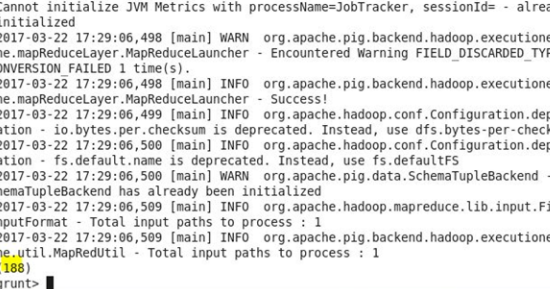 Cannot initialize JVM Metrics with processName=JobTracker, sessionId= - alrea
initialized
2017-03-22 17:29:06,498 [main] WARN  org.apache.pig.backend.hadoop.executione
ne.mapReduceLayer.MapReduceLauncher - Encountered Warning FIELD_DISCARDED_TYP
ONVERSION_FAILED 1 time(s).
2017-03-22 17:29:06,498 [main] INFO  org.apache.pig.backend.hadoop.executione
ne.mapReduceLayer.MapReduceLauncher - Success!
2017-03-22 17:29:06,499 [main] INFO  org.apache.hadoop.conf.Configuration.dep
ation - io.bytes.per.checksum is deprecated. Instead, use dfs.bytes-per-check
2017-03-22 17:29:06,500 [main] INFO  org.apache.hadoop.conf.Configuration.dep
ation - fs.default.name is deprecated. Instead, use fs.defaultFS
2017-03-22 17:29:06,500 [main] WARN  org.apache.pig.data.SchemaTupleBackend -
hemaTupleBackend has already been initialized
2017-03-22 17:29:06,509 [main] INFO  org.apache.hadoop.mapreduce.lib.input.Fi
nputFormat - Total input paths to process : 1
2017-03-22 17:29:06,509 [main] INFO  org.apache.pig.backend.hadoop.executione
ne.util.MapRedUtil - Total input paths to process : 1
(188)
grunt>